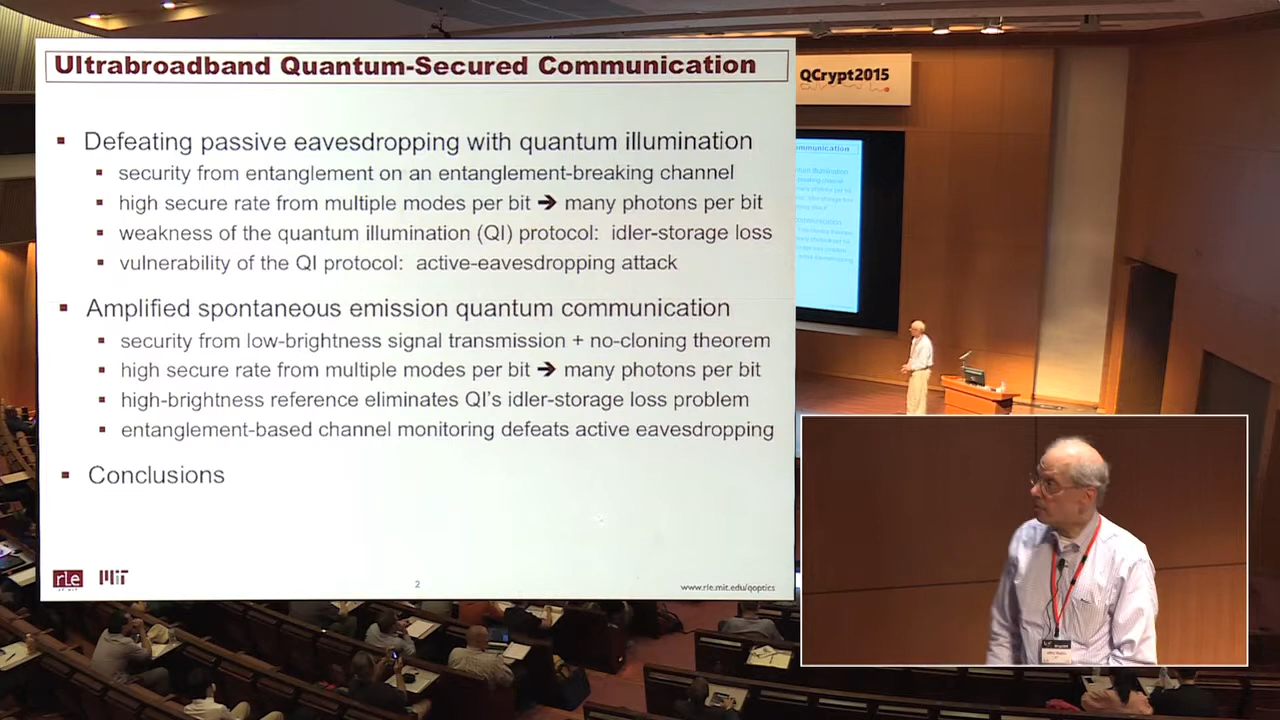 Ultrabroadband Quantum-Secured Communication
Defeating passive eavesdropping with quantum illumination
security from entanglement on an entanglement-breaking channel
high secure rate from multiple modes per bit ➔ many photons per bit
weakness of the quantum illumination (QI) protocol: idler-storage loss
vulnerability of the QI protocol: active-eavesdropping attack
Amplified spontaneous emission quantum communication
security from low-brightness signal transmission + no-cloning theorem
high secure rate from multiple modes per bit ➔ many photons per bit
high-brightness reference eliminates QI's idler-storage loss problem
entanglement-based channel monitoring defeats active eavesdropping
Conclusions
rle
MIT
2
www.rle.mit.edu/qoptics
QCrypt2015